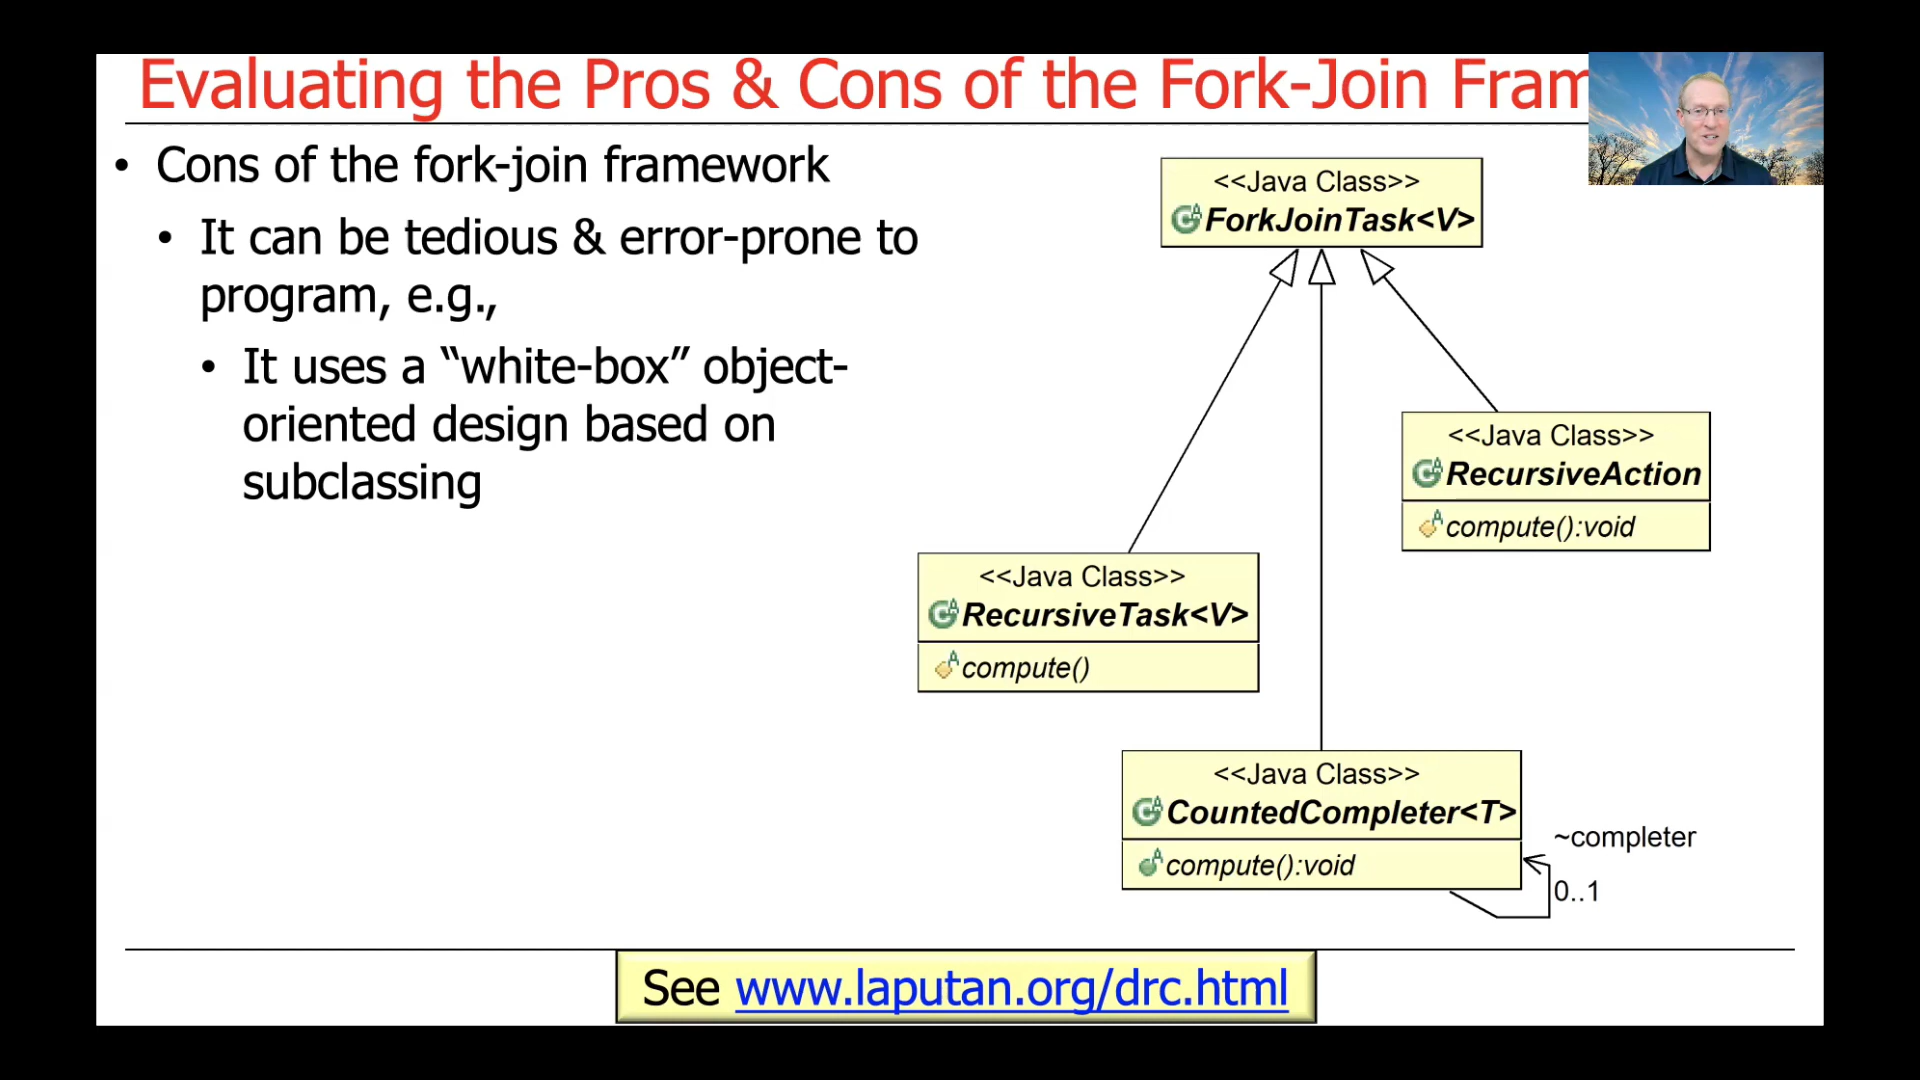 Evaluating the Pros & Cons of the Fork-Join Fram
• Cons of the fork-join framework
• It can be tedious & error-prone to
program, e.g.,
• It uses a “white-box” object-
oriented design based on
subclassing
<<Java Class>>
ForkJoinTask<V>
<<Java Class>>
RecursiveAction
compute():void
<<Java Class>>
RecursiveTask<V>
compute()
<<Java Class>>
CountedCompleter<T>
compute():void
~completer
0..1
See www.laputan.org/drc.html